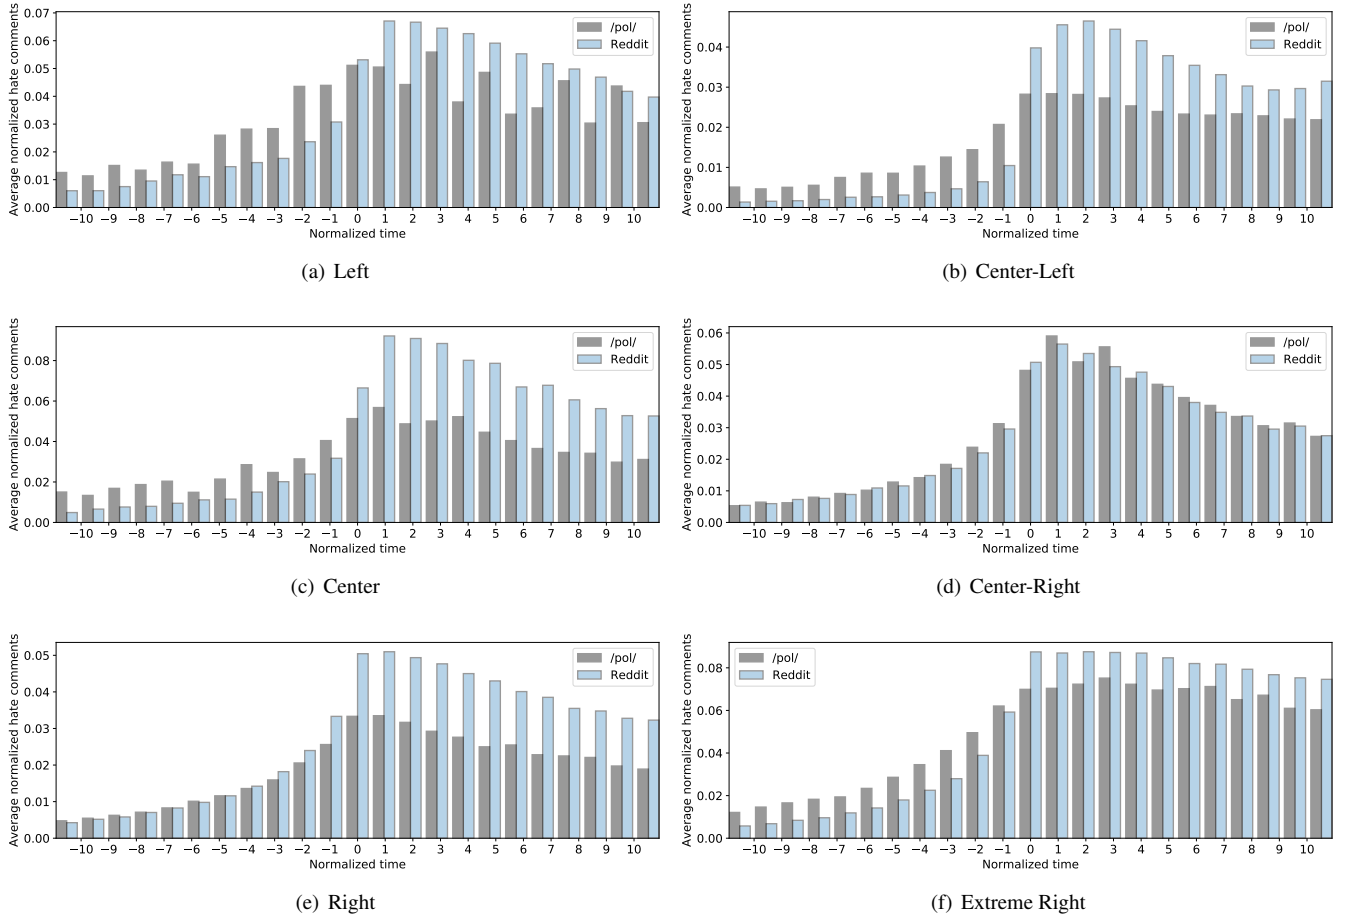 Average normalized hate comments
0.07
0.06
0.05
0.04
0.03
0.02
0.01
0.00
/pol/
Reddit
−10 −9 −8 −7 −6 −5 −4 −3 −2 −1 0 1 2 3 4 5 6 7 8 9 10
Normalized time
(a) Left
Average normalized hate comments
0.04
0.03
0.02
0.01
0.00
/pol/
Reddit
−10 −9 −8 −7 −6 −5 −4 −3 −2 −1 0 1 2 3 4 5 6 7 8 9 10
Normalized time
(b) Center-Left
Average normalized hate comments
0.08
0.06
0.04
0.02
0.00
/pol/
Reddit
−10 −9 −8 −7 −6 −5 −4 −3 −2 −1 0 1 2 3 4 5 6 7 8 9 10
Normalized time
(c) Center
Average normalized hate comments
0.06
0.05
0.04
0.03
0.02
0.01
0.00
/pol/
Reddit
−10 −9 −8 −7 −6 −5 −4 −3 −2 −1 0 1 2 3 4 5 6 7 8 9 10
Normalized time
(d) Center-Right
Average normalized hate comments
0.05
0.04
0.03
0.02
0.01
0.00
/pol/
Reddit
−10 −9 −8 −7 −6 −5 −4 −3 −2 −1 0 1 2 3 4 5 6 7 8 9 10
Normalized time
(e) Right
Average normalized hate comments
0.08
0.06
0.04
0.02
0.00
/pol/
Reddit
−10 −9 −8 −7 −6 −5 −4 −3 −2 −1 0 1 2 3 4 5 6 7 8 9 10
Normalized time
(f) Extreme Right